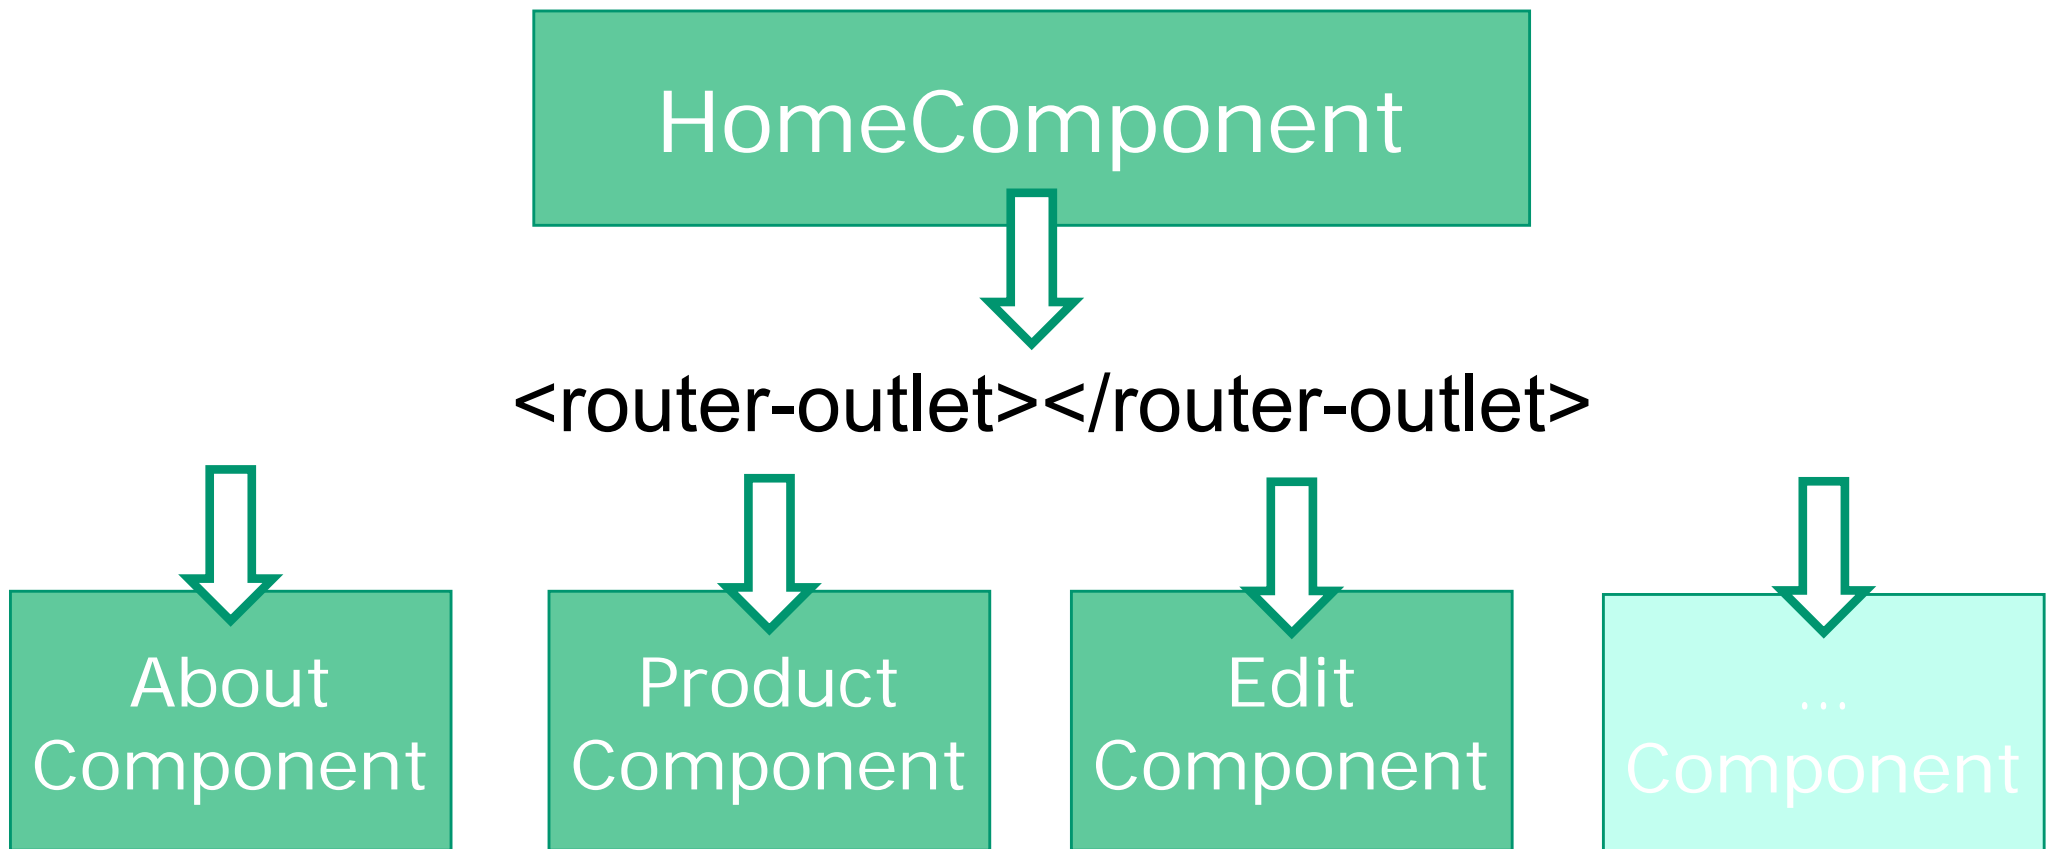 HomeComponent
<router-outlet></router-outlet>
About
Component
Product
Component
Edit
Component
...
Component